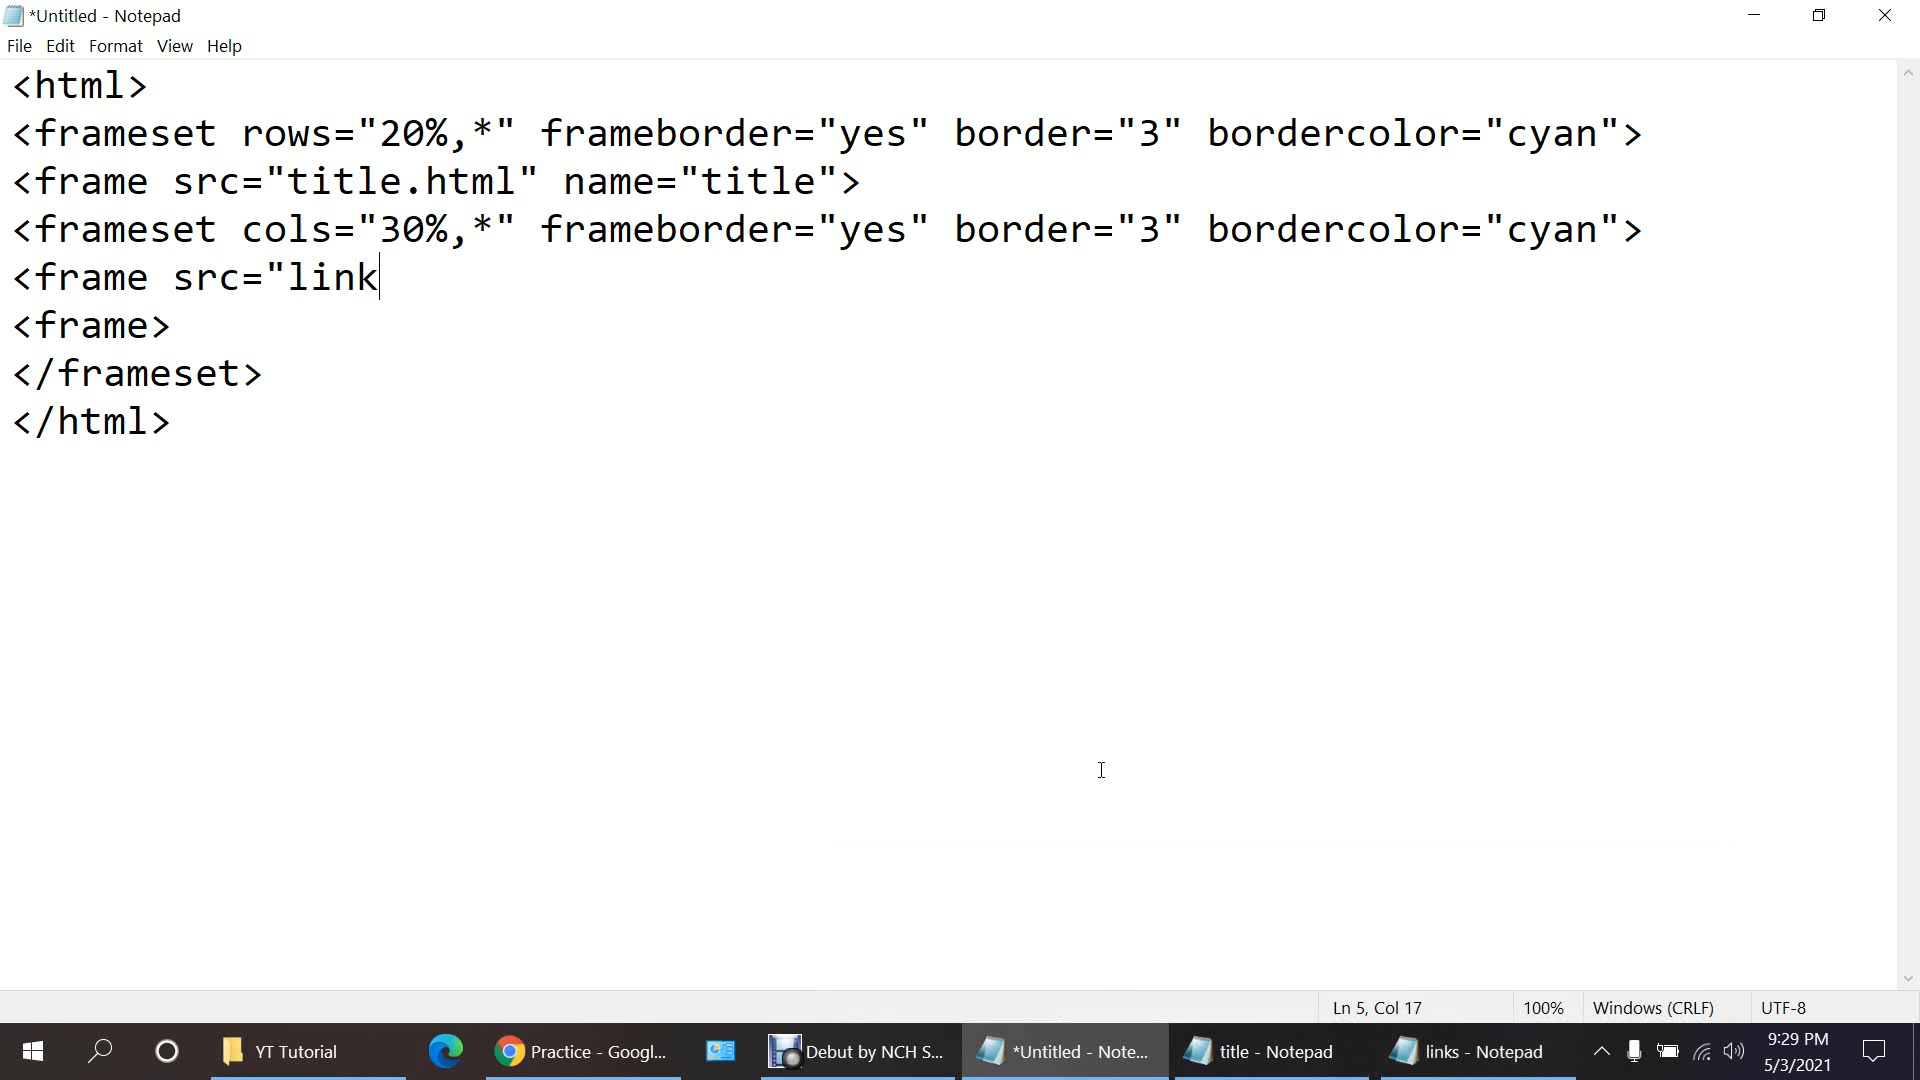 *Untitled - Notepad
File Edit Format View Help
<html>
<frameset rows="20%,*" frameborder="yes" border="3" bordercolor="cyan">
<frame src="title.html" name="title">
<frameset cols="30%,*" frameborder="yes" border="3" bordercolor="cyan">
<frame src="link
<frame>
</frameset>
</html>
Ln 5, Col 17 100% Windows (CRLF) UTF-8
YT Tutorial Practice - Googl... Debut by NCH S... *Untitled - Note... title - Notepad links - Notepad 9:29 PM
5/3/2021